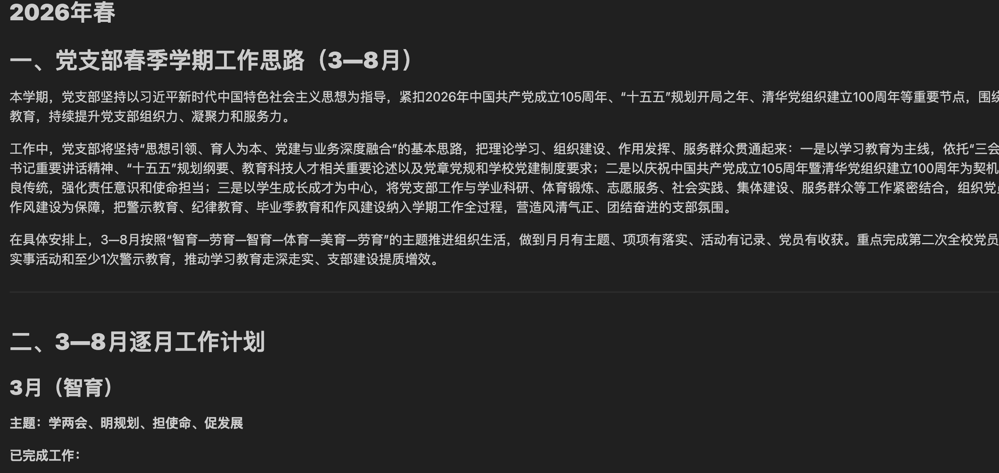 2026年春
一、党支部春季学期工作思路（3—8月）
本学期，党支部坚持以习近平新时代中国特色社会主义思想为指导，紧扣2026年中国共产党成立105周年、“十五五”规划开局之年、清华党组织建立100周年等重要节点，围绕
教育，持续提升党支部组织力、凝聚力和服务力。
工作中，党支部将坚持“思想引领、育人为本、党建与业务深度融合”的基本思路，把理论学习、组织建设、作用发挥、服务群众贯通起来：一是以学习教育为主线，依托“三会
书记重要讲话精神、“十五五”规划纲要、教育科技人才相关重要论述以及党章党规和学校党建制度要求；二是以庆祝中国共产党成立105周年暨清华党组织建立100周年为契机
良传统，强化责任意识和使命担当；三是以学生成长成才为中心，将党支部工作与学业科研、体育锻炼、志愿服务、社会实践、集体建设、服务群众等工作紧密结合，组织党员
作风建设为保障，把警示教育、纪律教育、毕业季教育和作风建设纳入学期工作全过程，营造风清气正、团结奋进的支部氛围。
在具体安排上，3—8月按照“智育—劳育—智育—体育—美育—劳育”的主题推进组织生活，做到月月有主题、项项有落实、活动有记录、党员有收获。重点完成第二次全校党员
实事活动和至少1次警示教育，推动学习教育走深走实、支部建设提质增效。
二、3—8月逐月工作计划
3月（智育）
主题：学两会、明规划、担使命、促发展
已完成工作：